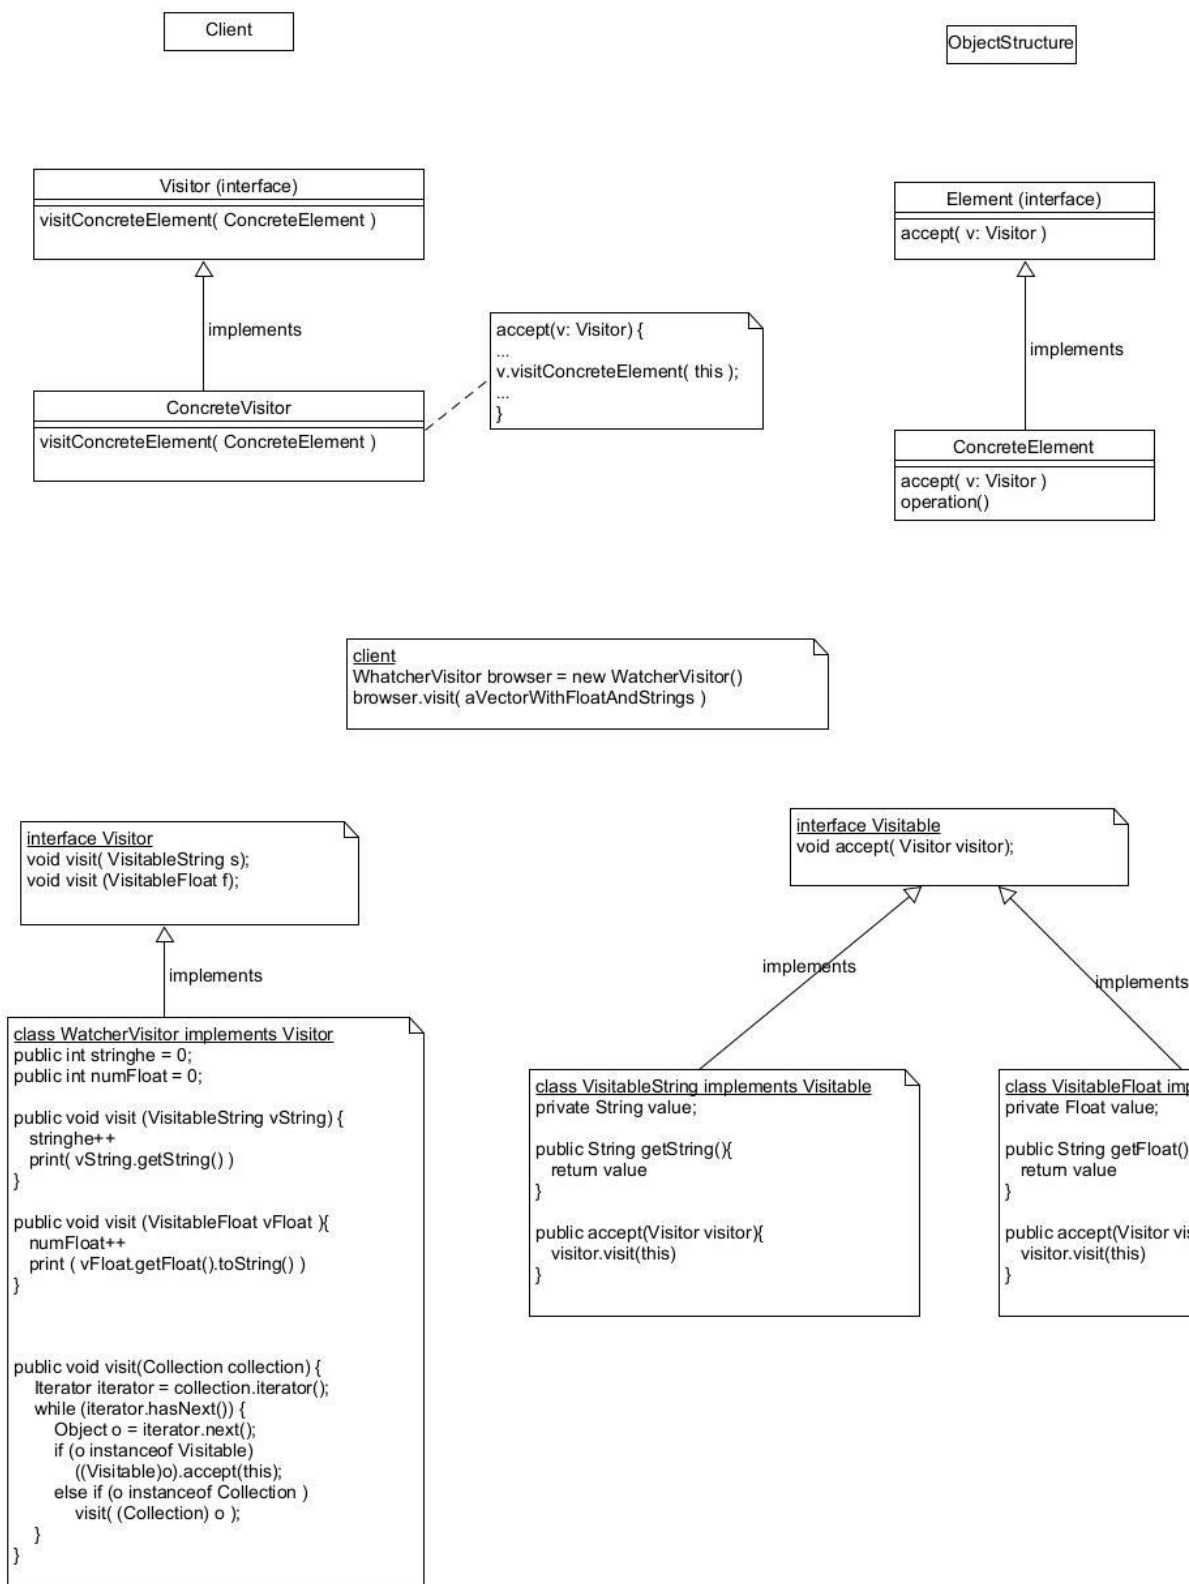 Client
ObjectStructure
Visitor (interface)
visitConcreteElement( ConcreteElement )
Element (interface)
accept( v: Visitor )
implements
accept(v: Visitor) {
...
v.visitConcreteElement( this );
...
}
implements
ConcreteVisitor
visitConcreteElement( ConcreteElement )
ConcreteElement
accept( v: Visitor )
operation()
client
WhatcherVisitor browser = new WatcherVisitor()
browser.visit( aVectorWithFloatAndStrings )
interface Visitor
void visit( VisitableString s);
void visit (VisitableFloat f);
interface Visitable
void accept( Visitor visitor);
implements
implements
implements
class WatcherVisitor implements Visitor
public int stringhe = 0;
public int numFloat = 0;
public void visit (VisitableString vString) {
stringhe++
print( vString.getString() )
}
public void visit (VisitableFloat vFloat ){
numFloat++
print ( vFloat.getFloat().toString() )
}
public void visit(Collection collection) {
Iterator iterator = collection.iterator();
while (iterator.hasNext()) {
Object o = iterator.next();
if (o instanceof Visitable)
((Visitable)o).accept(this);
else if (o instanceof Collection )
visit( (Collection) o );
}
}
class VisitableString implements Visitable
private String value;
public String getString(){
return value
}
public accept(Visitor visitor){
visitor.visit(this)
}
class VisitableFloat imp
private Float value;
public String getFloat()
return value
}
public accept(Visitor vis
visitor.visit(this)
}